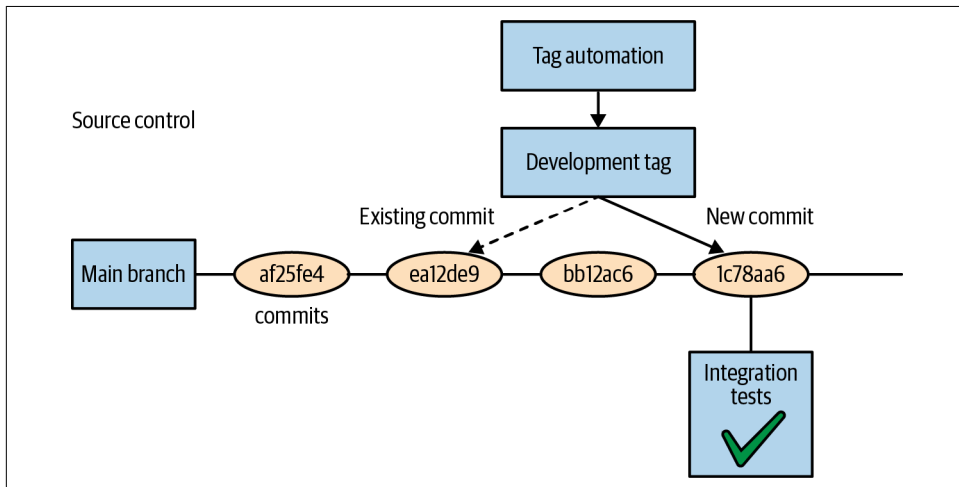 Tag automation
Source control
Development tag
Existing commit
New commit
Main branch
af25fe4
ea12de9
bb12ac6
1c78aa6
commits
Integration
tests